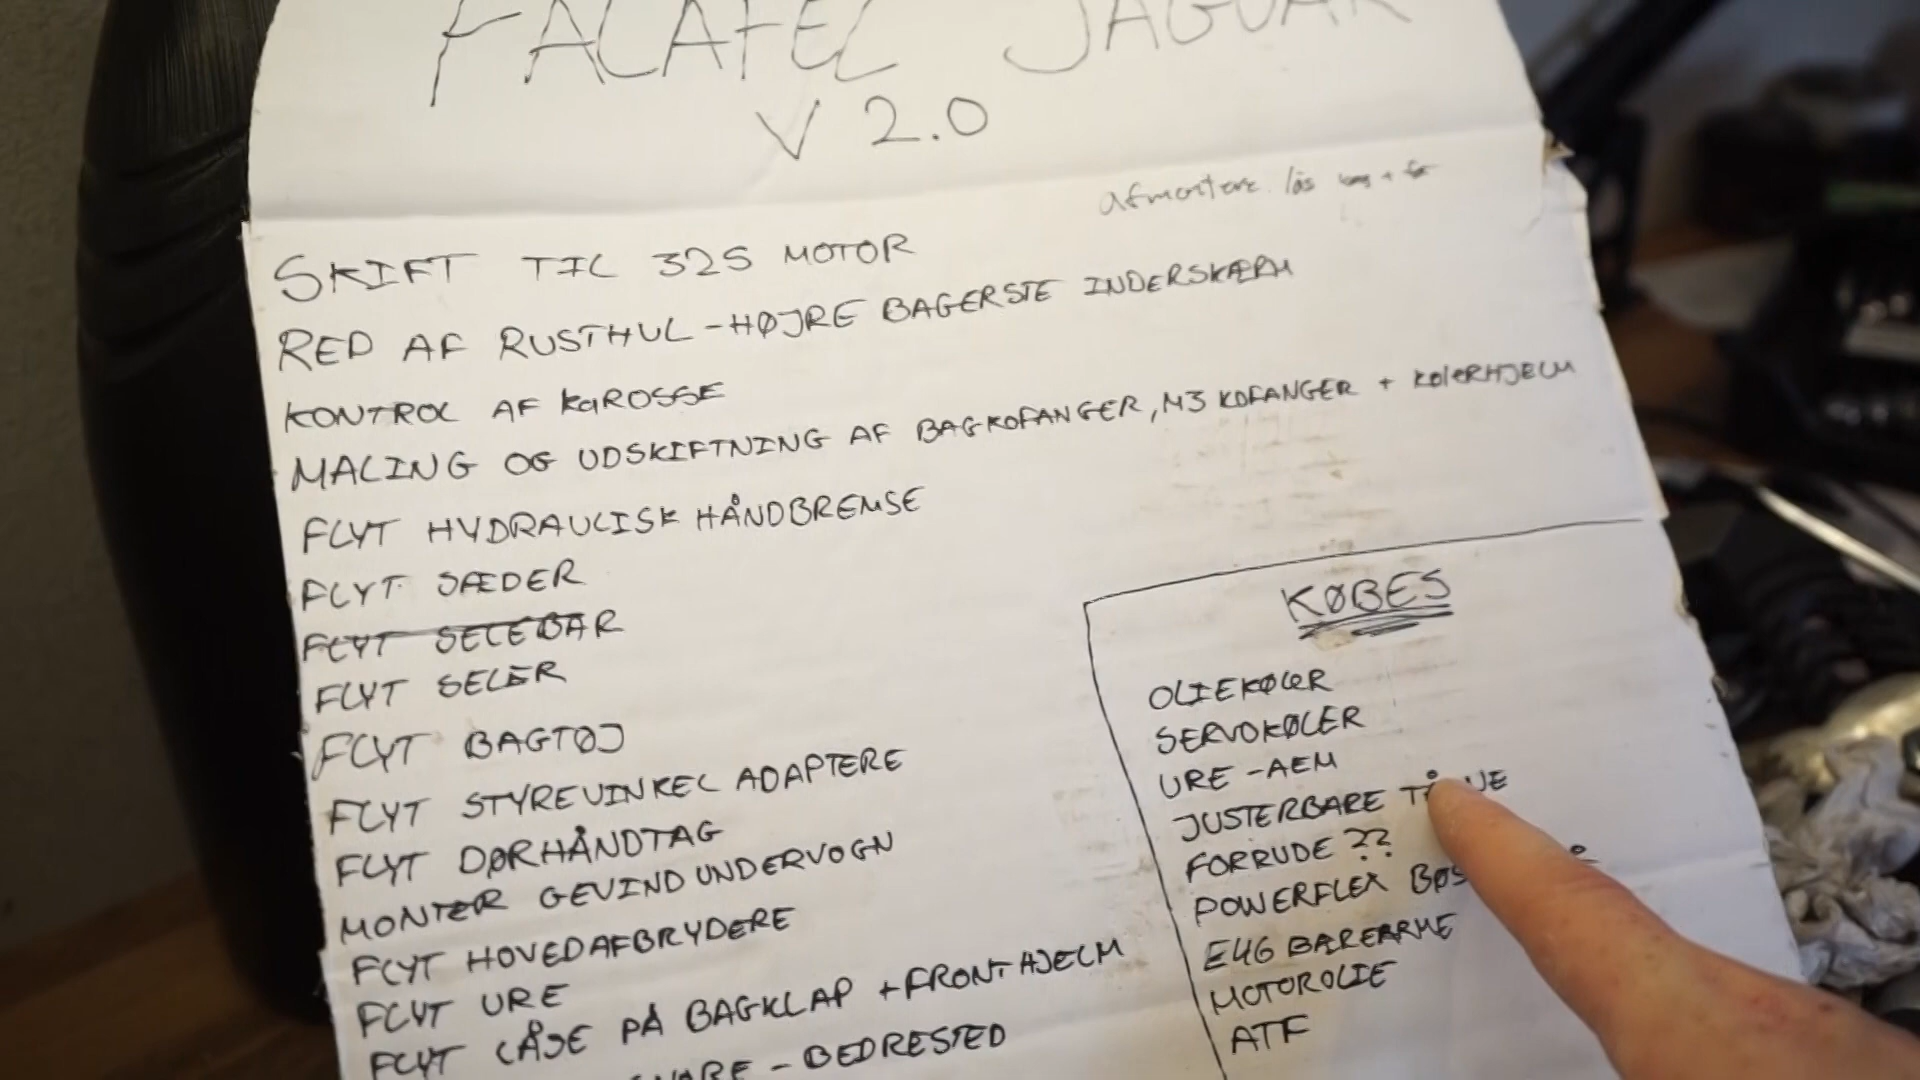 FALAFEL JAGUAR
V 2.0
afmontere lås
SKIFT TIL 325 MOTOR
RED AF RUSTHUL - HØJRE BAGERSTE INDERSKÆRM
KONTROL AF KaROSSE
MALING OG UDSKIFTNING AF BAGKOFANGER, M3 KOFANGER + KØLERHJELM
FLYT HYDRAULISK HÅNDBREMSE
FLYT SÆDER
FLYT SELEBAR
FLYT SELER
FLYT BAGTØJ
FLYT STYREVINKEL ADAPTERE
FLYT DØRHÅNDTAG
MONTER GEVIND UNDERVOGN
FLYT HOVEDAFBRYDERE
FLYT URE
FLYT LÅSE PÅ BAGKLAP + FRONTHJELM
- BEDRESTED
KØBES
OLIEKØLER
SERVOKØLER
URE - AEM
JUSTERBARE
FORRUDE ??
POWERFLEX
E46 BÆREARME
MOTOROLIE
ATF